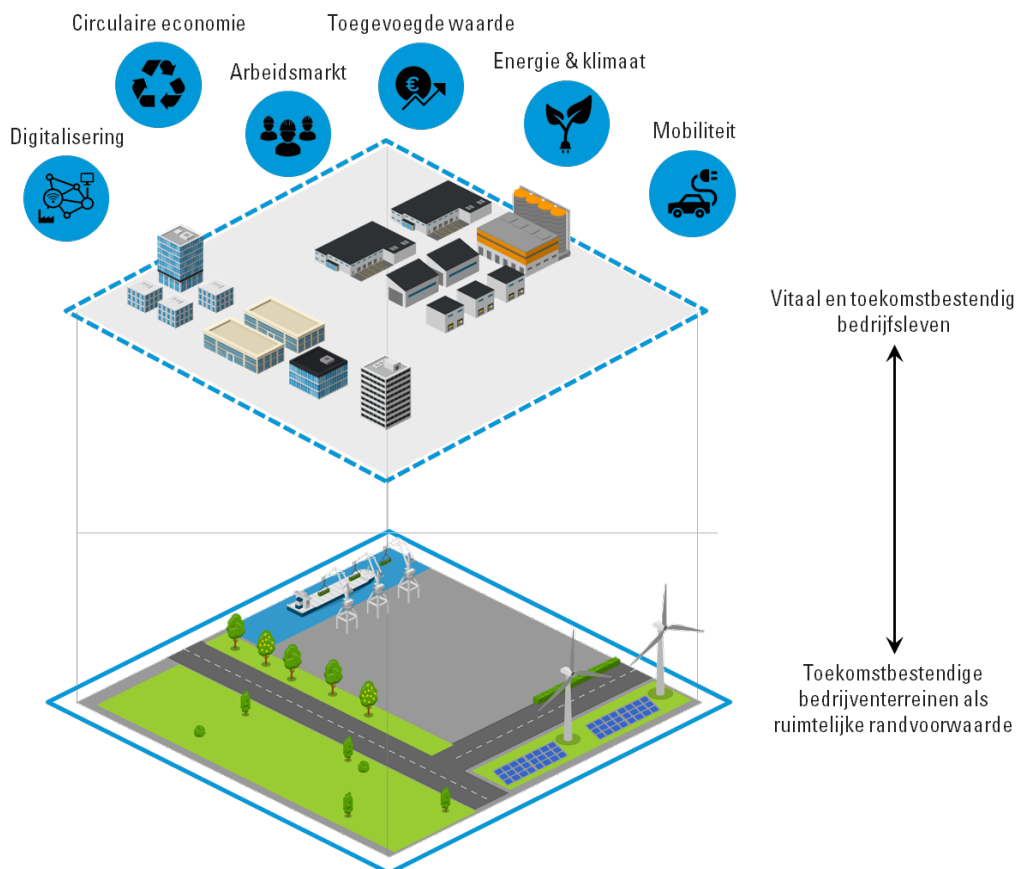 Circulaire economie
Toegevoegde waarde
Arbeidsmarkt
Energie & klimaat
Digitalisering
Mobiliteit
Vitaal en toekomstbestendig
bedrijfsleven
Toekomstbestendige
bedrijventerreinen als
ruimtelijke randvoorwaarde